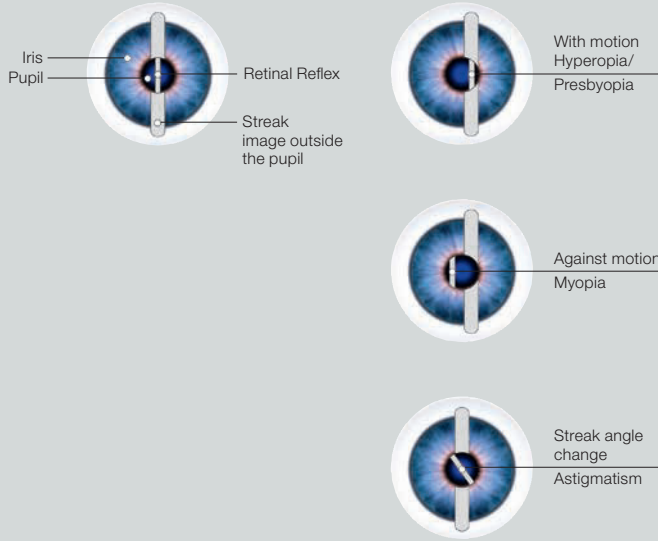 Iris
Pupil
Retinal Reflex
Streak
image outside
the pupil
With motion
Hyperopia/
Presbyopia
Against motion
Myopia
Streak angle
change
Astigmatism